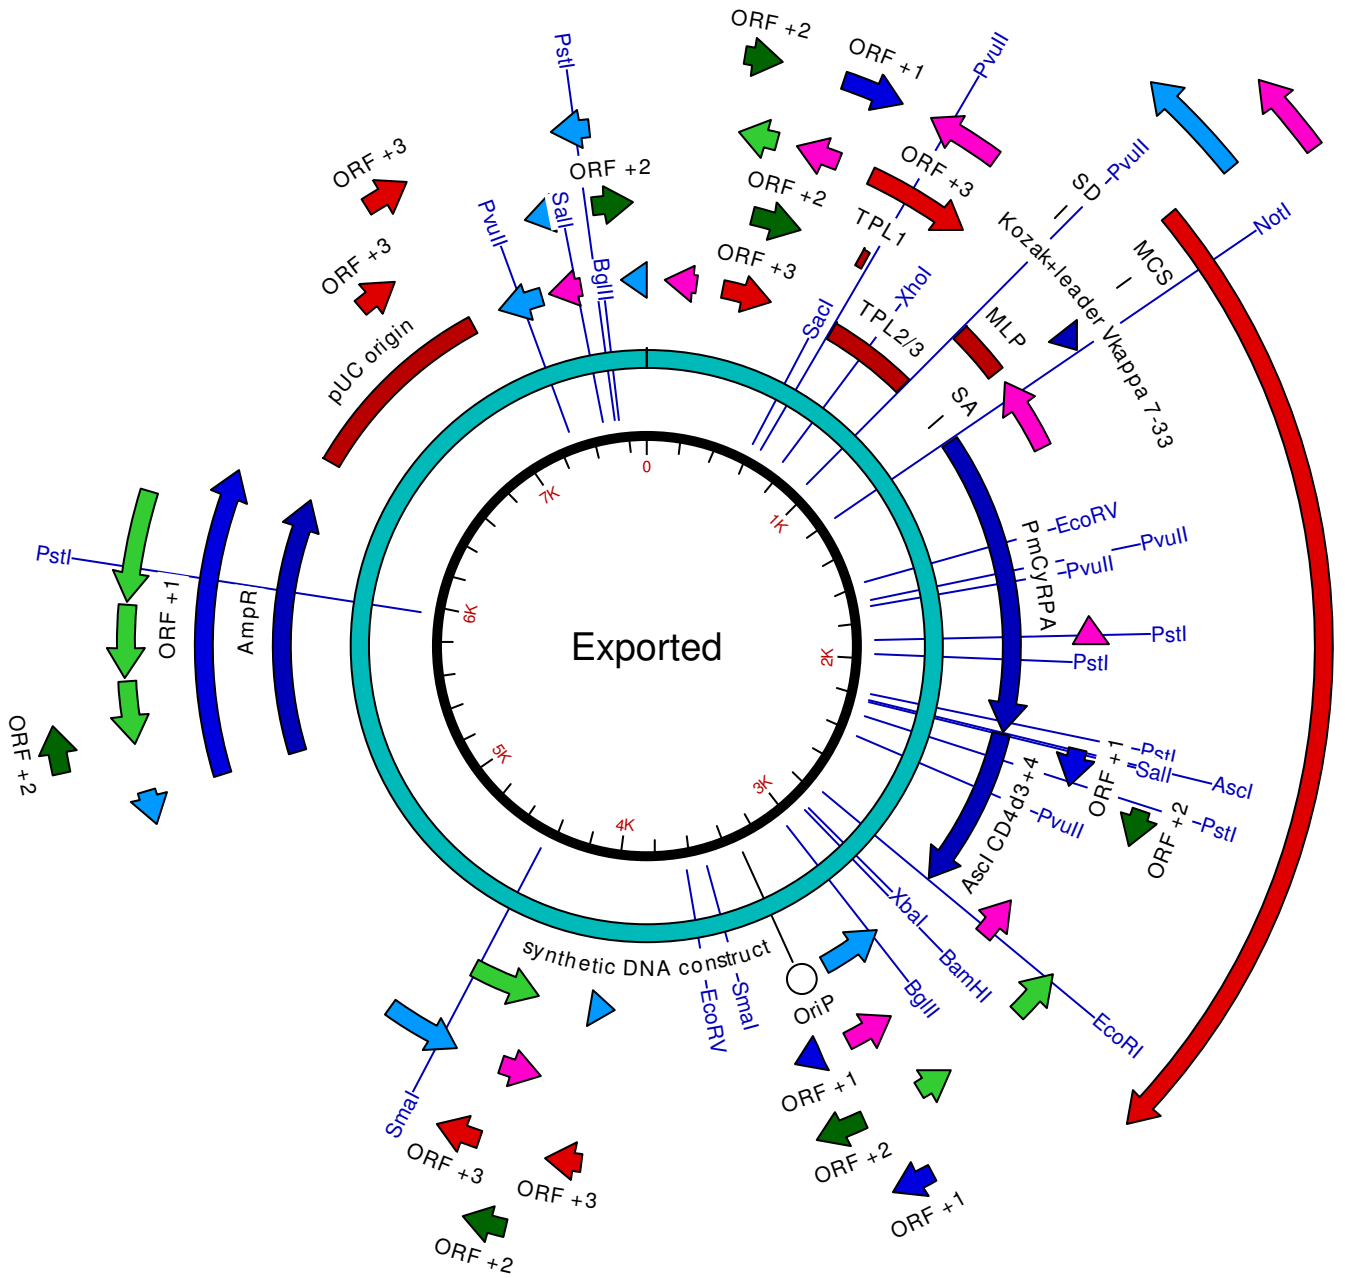 ORF +2
ORF +1
PvuII
PstI
ORF +3
ORF +2
ORF +3
PvuII
SD
ORF +2
TPL1
Kozak+leader Vkappa 7-33
NotI
MCS
PvuII
SalI
ORF +3
BglII
ORF +3
XhoI
SacI
TPL2/3
MLP
pUC origin
SA
0
7K
1K
EcoRV
PvuII
PvuII
PmCyRPA
PstI
ORF +1
AmpR
6K
Exported
2K
PstI
PstI
ORF +2
5K
3K
4K
PstI
SalI
AscI
ORF +1
PvuII
PstI
ORF +2
AscI CD4d3+4
XbaI
BamHI
BglII
EcoRI
synthetic DNA construct
OriP
SmaI
EcoRV
SmaI
ORF +1
ORF +3
ORF +2
ORF +3
ORF +1
ORF +2